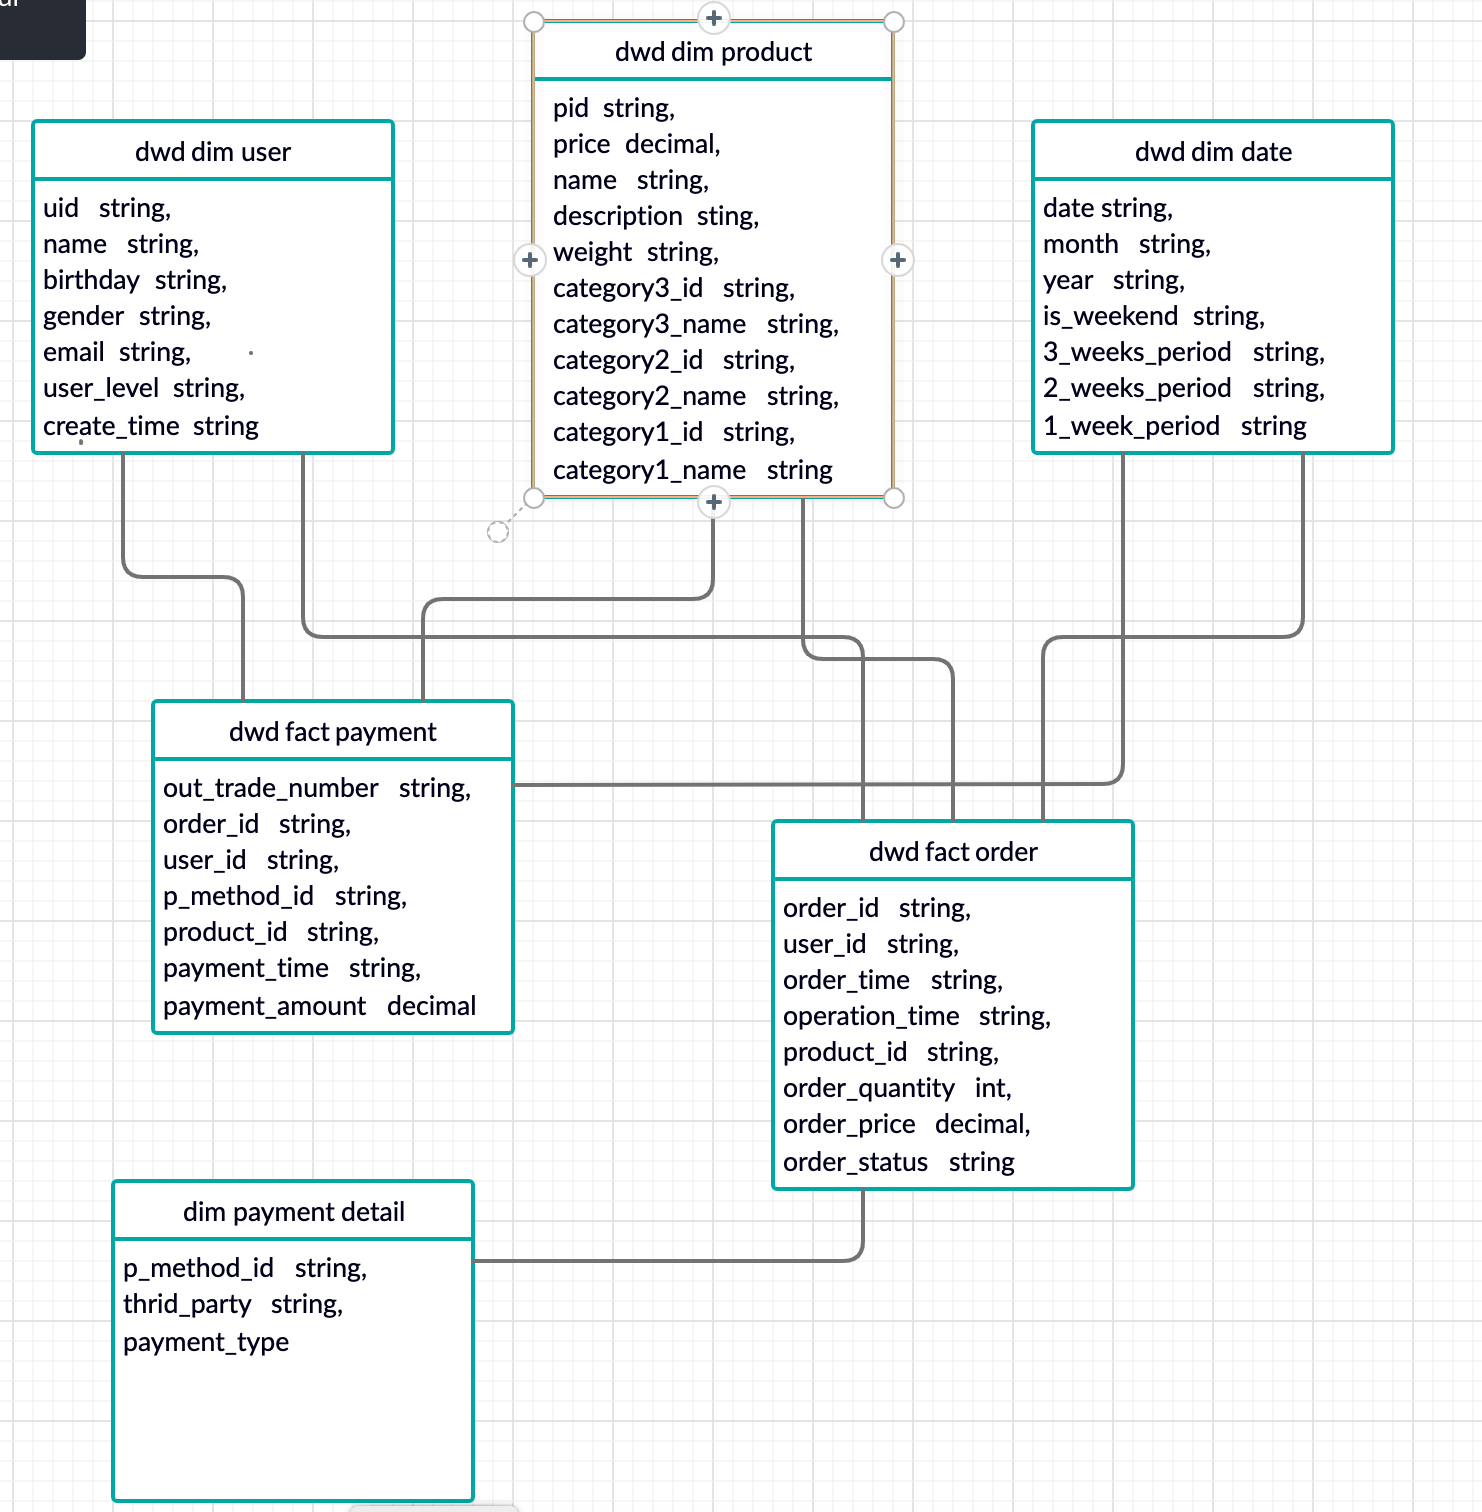 dwd dim product
pid string,
price decimal,
name string,
description sting,
weight string,
category3_id string,
category3_name string,
category2_id string,
category2_name string,
category1_id string,
category1_name string
dwd dim user
uid string,
name string,
birthday string,
gender string,
email string,
user_level string,
create_time string
dwd dim date
date string,
month string,
year string,
is_weekend string,
3_weeks_period string,
2_weeks_period string,
1_week_period string
dwd fact payment
out_trade_number string,
order_id string,
user_id string,
p_method_id string,
product_id string,
payment_time string,
payment_amount decimal
dwd fact order
order_id string,
user_id string,
order_time string,
operation_time string,
product_id string,
order_quantity int,
order_price decimal,
order_status string
dim payment detail
p_method_id string,
thrid_party string,
payment_type